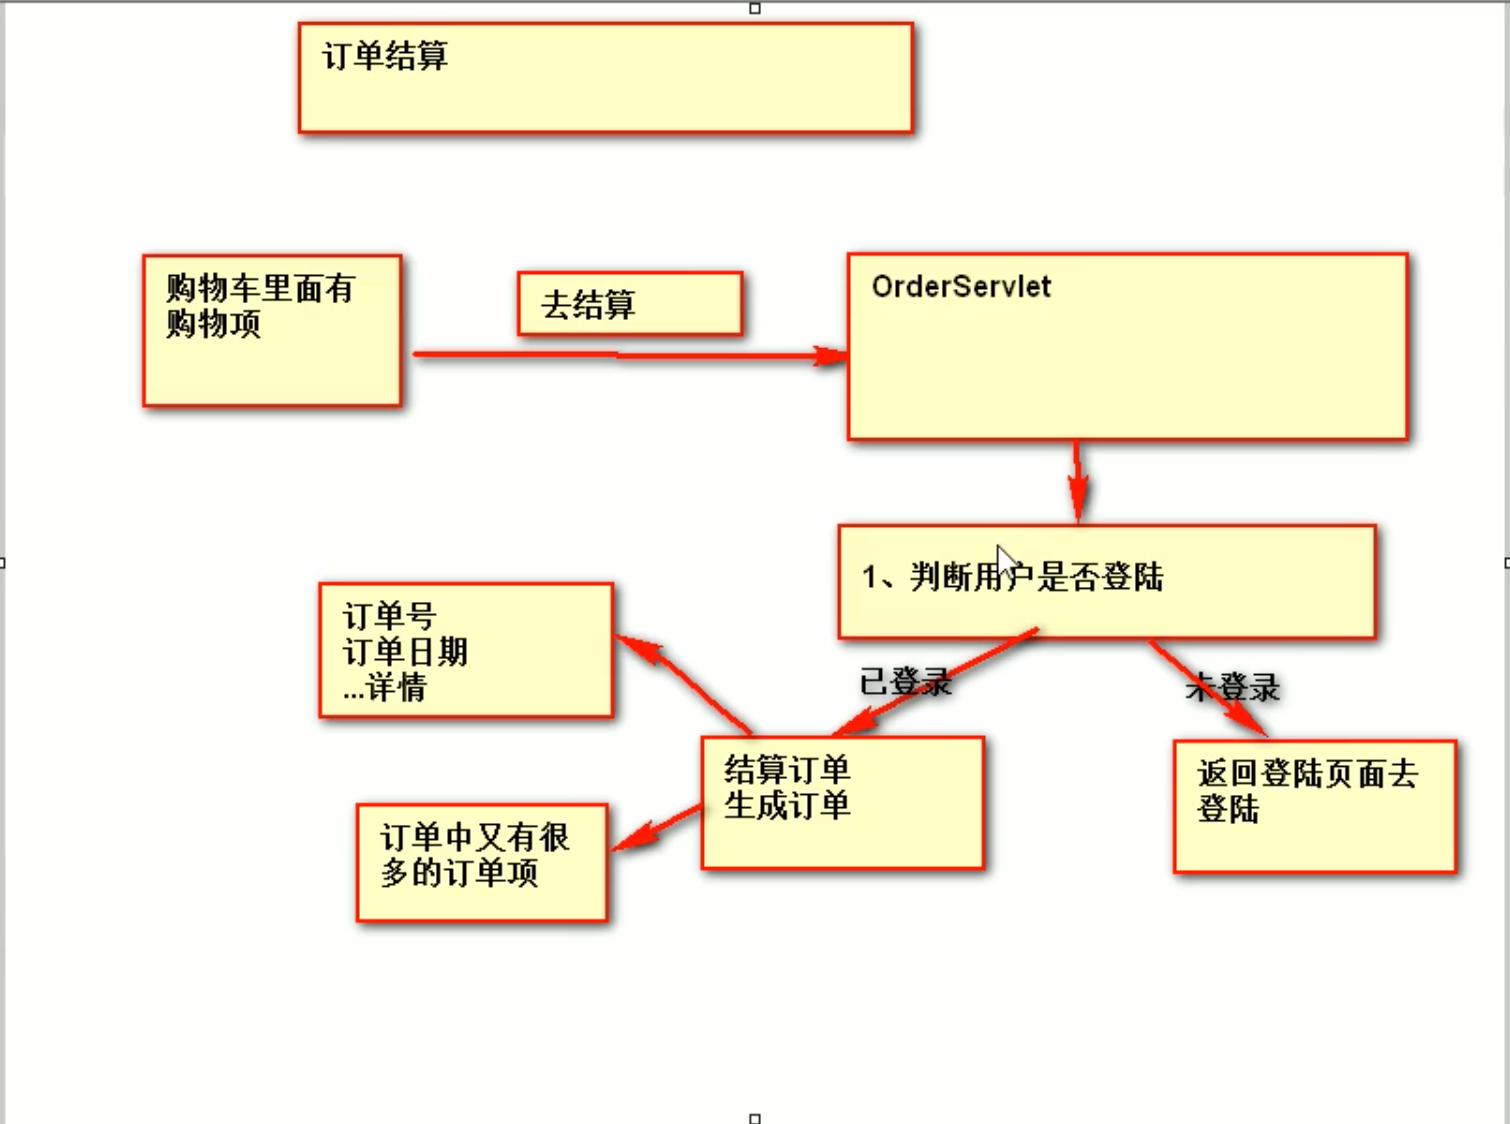 订单结算
购物车里面有
购物项
去结算
OrderServlet
1、判断用户是否登陆
已登录
未登录
订单号
订单日期
...详情
结算订单
生成订单
返回登陆页面去
登陆
订单中又有很
多的订单项